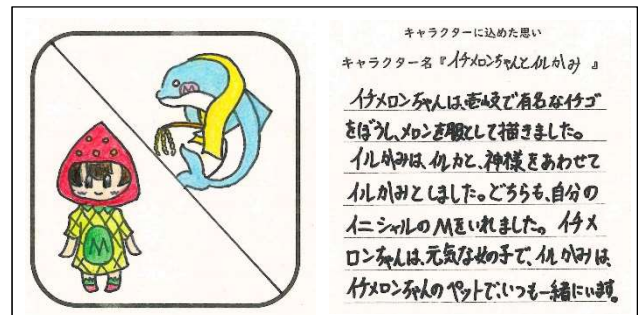 キャラクターに込めた思い
キャラクター名『イチメロンちゃんとイルかみ 』
イチメロンちゃんは、壱岐で有名なイチゴ
をぼうし、メロンを服として描きました。
イルかみは、イルカと、神様をあわせて
イルかみとしました。どちらも、自分の
イニシャルのMをいれました。 イチメ
ロンちゃんは、元気な女の子で、イルかみは、
イチメロンちゃんのペットで、いつも一緒にいます。
M
M